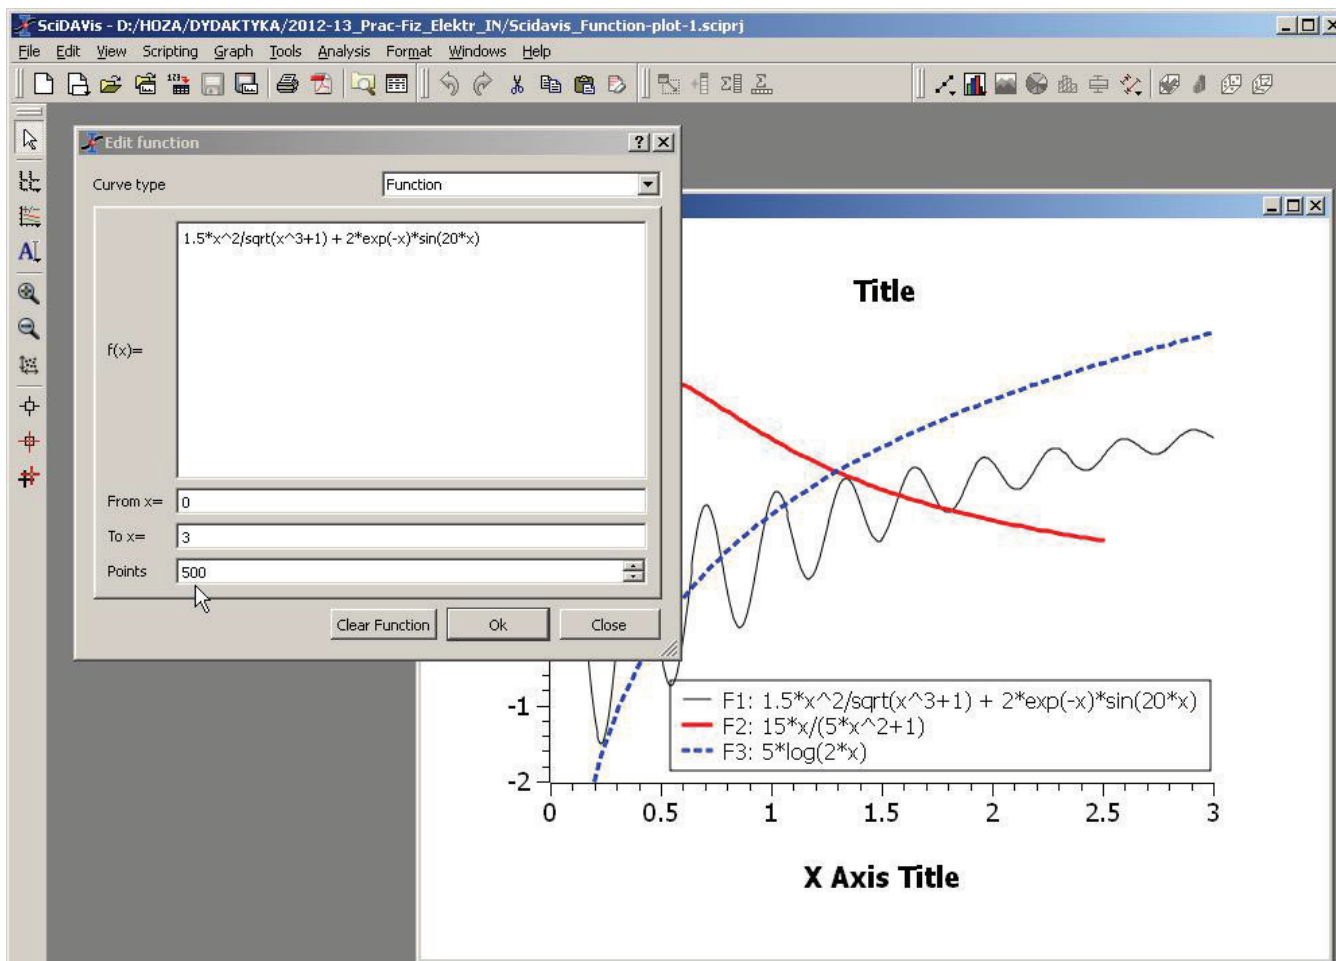 SciDAVis - D:/HOZA/DYDAKTYKA/2012-13_Prac-Fiz_Elektr_IN/Scidavis_Function-plot-1.sciprj
File Edit View Scripting Graph Tools Analysis Format Windows Help
Edit function
Curve type Function
1.5*x^2/sqrt(x^3+1) + 2*exp(-x)*sin(20*x)
f(x)=
From x= 0
To x= 3
Points 500
Clear Function Ok Close
Title
F1: 1.5*x^2/sqrt(x^3+1) + 2*exp(-x)*sin(20*x)
F2: 15*x/(5*x^2+1)
F3: 5*log(2*x)
-1
-2
0 0.5 1 1.5 2 2.5 3
X Axis Title